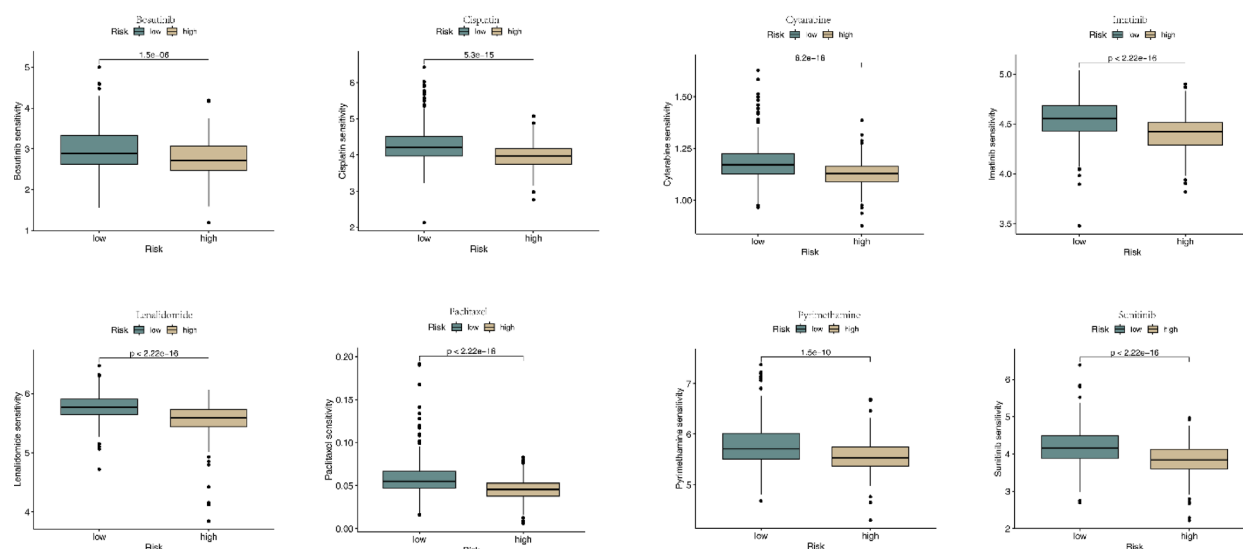 Bosutinib
Risk low high
1.5e-06
Bosutinib sensitivity
5
4
3
2
1
low high
Risk
Cisplatin
Risk low high
5.3e-15
Cisplatin sensitivity
6
5
4
3
2
low high
Risk
Cytarabine
Risk low high
6.2e-16
Cytarabine sensitivity
1.50
1.25
1.00
low high
Risk
Imatinib
Risk low high
p < 2.22e-16
Imatinib sensitivity
5.0
4.5
4.0
3.5
low high
Risk
Lenalidomide
Risk low high
p < 2.22e-16
Lenalidomide sensitivity
6
5
4
low high
Risk
Paclitaxel
Risk low high
p < 2.22e-16
Paclitaxel sensitivity
0.20
0.15
0.10
0.05
0.00
low high
Risk
Pyrimethamine
Risk low high
1.5e-10
Pyrimethamine sensitivity
7
6
5
low high
Risk
Sunitinib
Risk low high
p < 2.22e-16
Sunitinib sensitivity
6
5
4
3
2
low high
Risk